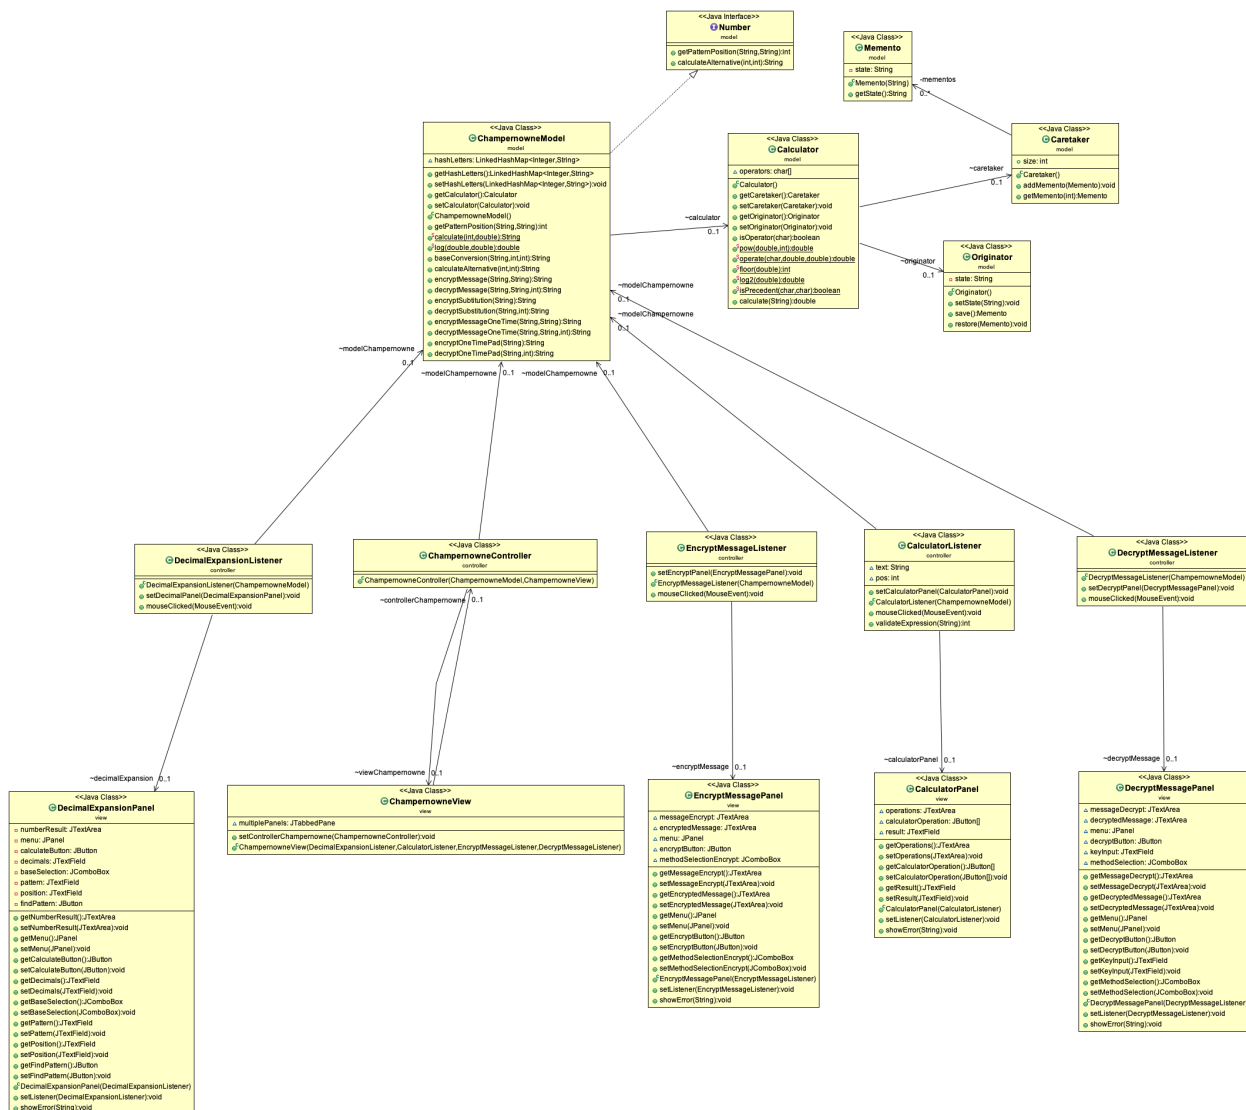 <<Java Interface>>
Number
model
getPatternPosition(String,String):int
calculateAlternative(int,int):String
<<Java Class>>
Memento
model
state: String
Memento(String)
getState():String
-mementos
0..*
<<Java Class>>
Caretaker
model
size: int
Caretaker()
addMemento(Memento):void
getMemento(int):Memento
<<Java Class>>
ChampernowneModel
model
hashLetters: LinkedHashMap<Integer,String>
getHashLetters():LinkedHashMap<Integer,String>
setHashLetters(LinkedHashMap<Integer,String>):void
getCalculator():Calculator
setCalculator(Calculator):void
ChampernowneModel()
getPatternPosition(String,String):int
calculate(int,double):String
log(double,double):double
baseConversion(String,int,int):String
calculateAlternative(int,int):String
encryptMessage(String,String):String
decryptMessage(String,String,int):String
encryptSubtitution(String):String
decryptSubstitution(String,int):String
encryptMessageOneTime(String,String):String
decryptMessageOneTime(String,String,int):String
encryptOneTimePad(String):String
decryptOneTimePad(String,int):String
~calculator
0..1
<<Java Class>>
Calculator
model
operators: char[]
Calculator()
getCaretaker():Caretaker
setCaretaker(Caretaker):void
getOriginator():Originator
setOriginator(Originator):void
isOperator(char):boolean
pow(double,int):double
operate(char,double,double):double
floor(double):int
log2(double):double
isPrecedent(char,char):boolean
calculate(String):double
~caretaker
0..1
~originator
0..1
<<Java Class>>
Originator
model
state: String
Originator()
setState(String):void
save():Memento
restore(Memento):void
~modelChampernowne
0..1
~modelChampernowne
0..1
~modelChampernowne
0..1
~modelChampernowne
0..1
~modelChampernowne
0..1
<<Java Class>>
DecimalExpansionListener
controller
DecimalExpansionListener(ChampernowneModel)
setDecimalPanel(DecimalExpansionPanel):void
mouseClicked(MouseEvent):void
<<Java Class>>
ChampernowneController
controller
ChampernowneController(ChampernowneModel,ChampernowneView)
~controllerChampernowne
0..1
<<Java Class>>
EncryptMessageListener
controller
setEncryptPanel(EncryptMessagePanel):void
EncryptMessageListener(ChampernowneModel)
mouseClicked(MouseEvent):void
<<Java Class>>
CalculatorListener
controller
text: String
pos: int
setCalculatorPanel(CalculatorPanel):void
CalculatorListener(ChampernowneModel)
mouseClicked(MouseEvent):void
validateExpression(String):int
<<Java Class>>
DecryptMessageListener
controller
DecryptMessageListener(ChampernowneModel)
setDecryptPanel(DecryptMessagePanel):void
mouseClicked(MouseEvent):void
~decimalExpansion
0..1
~viewChampernowne
0..1
~encryptMessage
0..1
~calculatorPanel
0..1
~decryptMessage
0..1
<<Java Class>>
DecimalExpansionPanel
view
numberResult: JTextArea
menu: JPanel
calculateButton: JButton
decimals: JTextField
baseSelection: JComboBox
pattern: JTextField
position: JTextField
findPattern: JButton
getNumberResult():JTextArea
setNumberResult(JTextArea):void
getMenu():JPanel
setMenu(JPanel):void
getCalculateButton():JButton
setCalculateButton(JButton):void
getDecimals():JTextField
setDecimals(JTextField):void
getBaseSelection():JComboBox
setBaseSelection(JComboBox):void
getPattern():JTextField
setPattern(JTextField):void
getPosition():JTextField
setPosition(JTextField):void
getFindPattern():JButton
setFindPattern(JButton):void
DecimalExpansionPanel(DecimalExpansionListener)
setListener(DecimalExpansionListener):void
showError(String):void
<<Java Class>>
ChampernowneView
view
multiplePanels: JTabbedPane
setControllerChampernowne(ChampernowneController):void
ChampernowneView(DecimalExpansionListener,CalculatorListener,EncryptMessageListener,DecryptMessageListener)
<<Java Class>>
EncryptMessagePanel
view
messageEncrypt: JTextArea
encryptedMessage: JTextArea
menu: JPanel
encryptButton: JButton
methodSelectionEncrypt: JComboBox
getMessageEncrypt():JTextArea
setMessageEncrypt(JTextArea):void
getEncryptedMessage():JTextArea
setEncryptedMessage(JTextArea):void
getMenu():JPanel
setMenu(JPanel):void
getEncryptButton():JButton
setEncryptButton(JButton):void
getMethodSelectionEncrypt():JComboBox
setMethodSelectionEncrypt(JComboBox):void
EncryptMessagePanel(EncryptMessageListener)
setListener(EncryptMessageListener):void
showError(String):void
<<Java Class>>
CalculatorPanel
view
operations: JTextArea
calculatorOperation: JButton[]
result: JTextField
getOperations():JTextArea
setOperations(JTextArea):void
getCalculatorOperation():JButton[]
setCalculatorOperation(JButton[]):void
getResult():JTextField
setResult(JTextField):void
CalculatorPanel(CalculatorListener)
setListener(CalculatorListener):void
showError(String):void
<<Java Class>>
DecryptMessagePanel
view
messageDecrypt: JTextArea
decryptedMessage: JTextArea
menu: JPanel
decryptButton: JButton
keyInput: JTextField
methodSelection: JComboBox
getMessageDecrypt():JTextArea
setMessageDecrypt(JTextArea):void
getDecryptedMessage():JTextArea
setDecryptedMessage(JTextArea):void
getMenu():JPanel
setMenu(JPanel):void
getDecryptButton():JButton
setDecryptButton(JButton):void
getKeyInput():JTextField
setKeyInput(JTextField):void
getMethodSelection():JComboBox
setMethodSelection(JComboBox):void
DecryptMessagePanel(DecryptMessageListener
setListener(DecryptMessageListener):void
showError(String):void